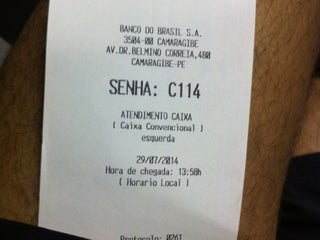 BANCO DO BRASIL S.A.
3504-00 CAMARAGIBE
AV.DR.BELMINO CORREIA,480
CAMARAGIBE-PE
SENHA: C114
ATENDIMENTO CAIXA
( Caixa Convencional )
esquerda
29/07/2014
Hora de chegada: 13:58h
( Horario Local )
Protocolo: 0261